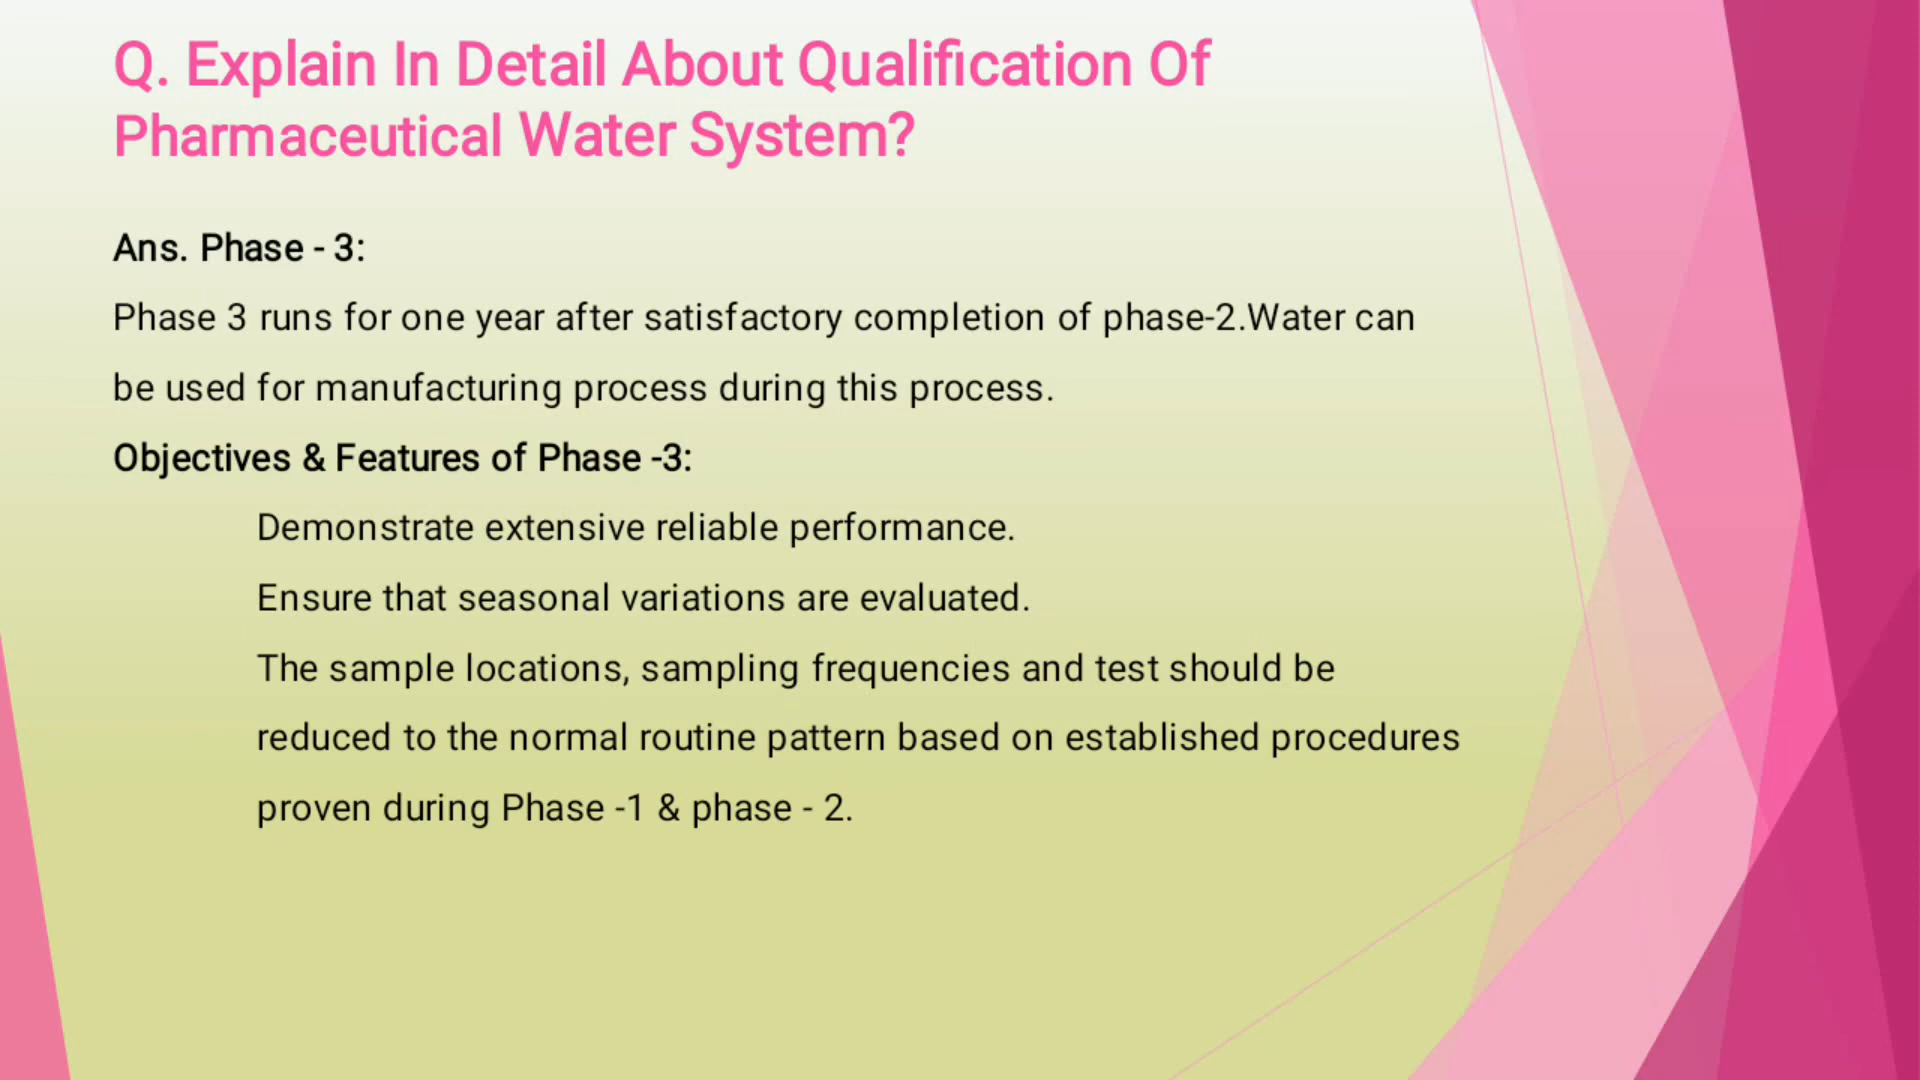 Q. Explain In Detail About Qualification Of
Pharmaceutical Water System?
Ans. Phase - 3:
Phase 3 runs for one year after satisfactory completion of phase-2.Water can
be used for manufacturing process during this process.
Objectives & Features of Phase -3:
Demonstrate extensive reliable performance.
Ensure that seasonal variations are evaluated.
The sample locations, sampling frequencies and test should be
reduced to the normal routine pattern based on established procedures
proven during Phase -1 & phase - 2.